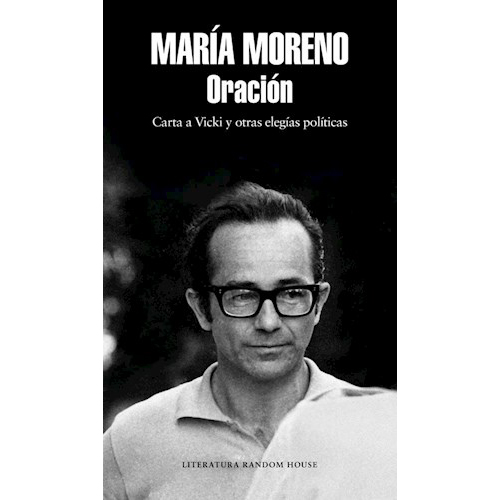 MARÍA MORENO
Oración
Carta a Vicki y otras elegías políticas
LITERATURA RANDOM HOUSE